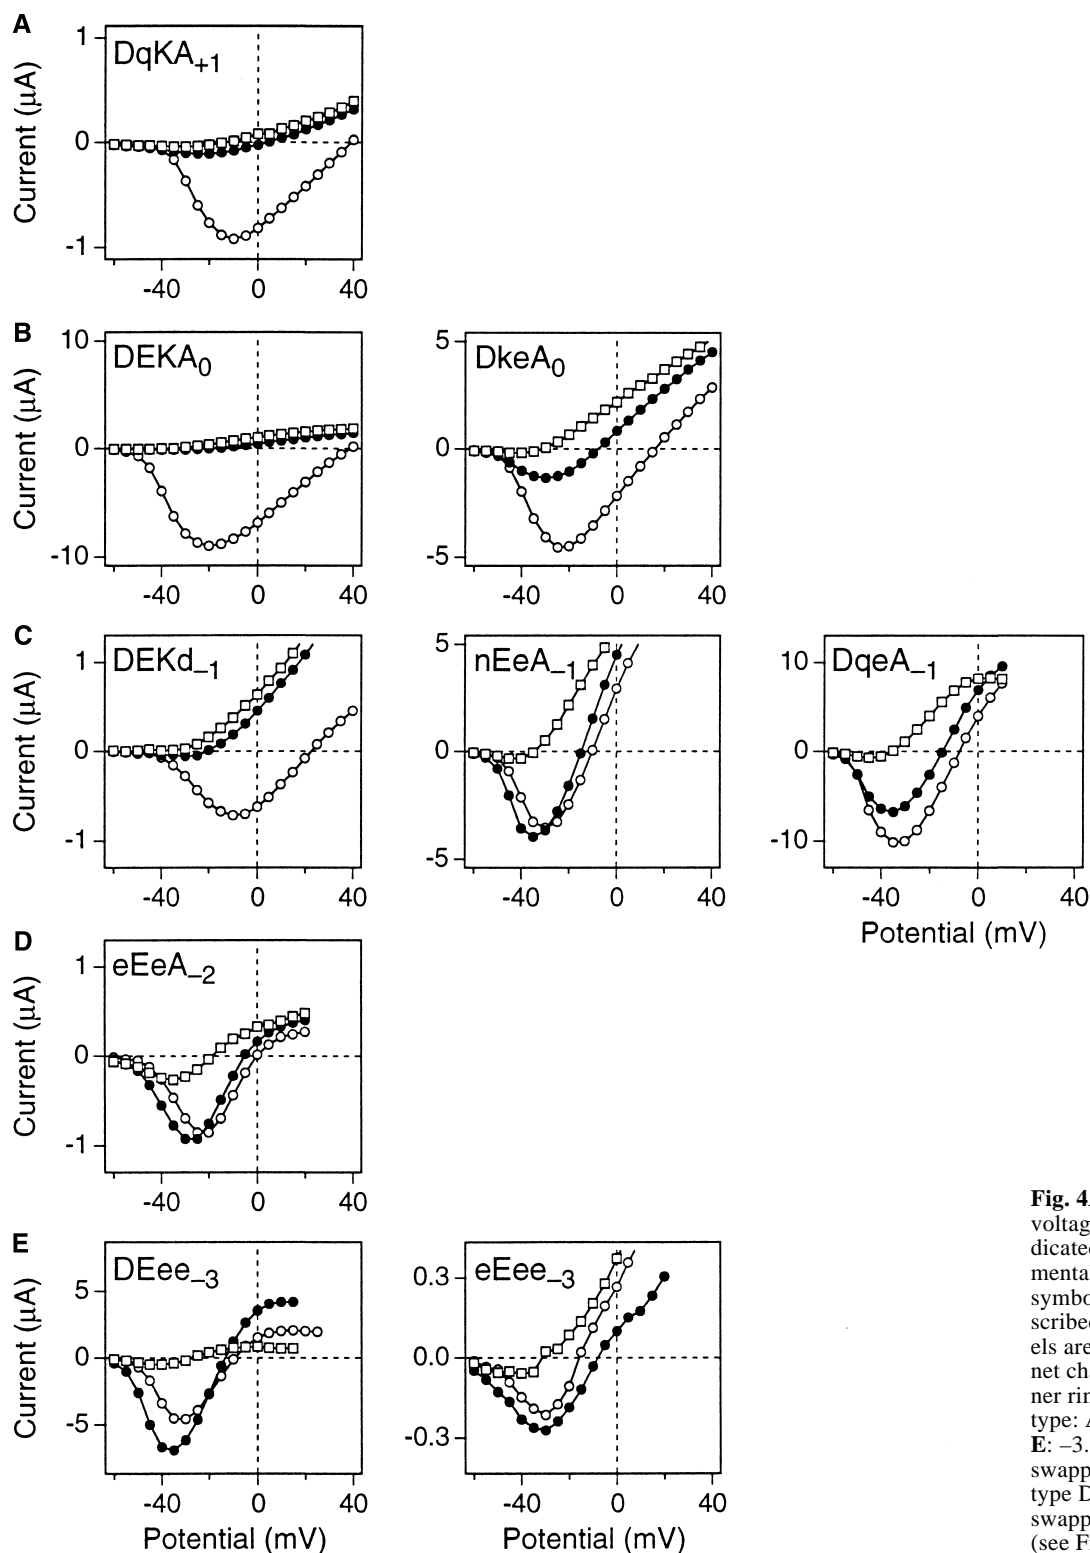 A
DqKA+1
Current (µA)
1
0
-1
-40 0 40
B
DEKA0
Current (µA)
10
0
-10
-40 0 40
DkeA0
5
0
-5
-40 0 40
C
DEKd–1
Current (µA)
1
0
-1
-40 0 40
nEeA–1
5
0
-5
-40 0 40
DqeA–1
10
0
-10
-40 0 40
Potential (mV)
D
eEeA–2
Current (µA)
1
0
-1
-40 0 40
E
DEee–3
Current (µA)
5
0
-5
-40 0 40
Potential (mV)
eEee–3
0.3
0.0
-0.3
-40 0 40
Potential (mV)
Fig. 4
voltag
dicate
menta
symbo
scribe
els are
net cha
ner rin
type: A
E: –3.
swapp
type D
swapp
(see F